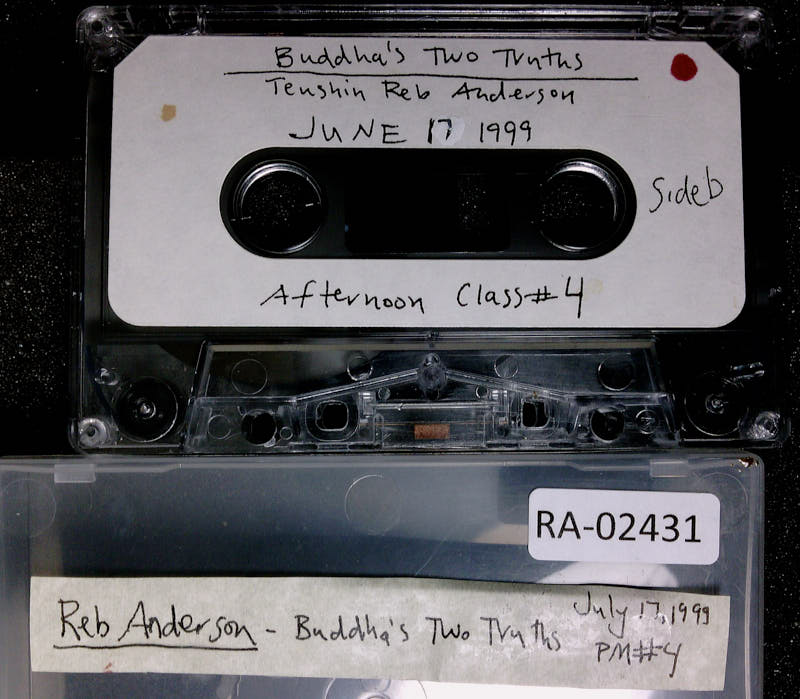 Buddha's Two Truths
Tenshin Reb Anderson
JUNE 17 1999
Side b
Afternoon Class #4
RA-02431
Reb Anderson - Buddha's Two Truths July 17, 1999
PM #4